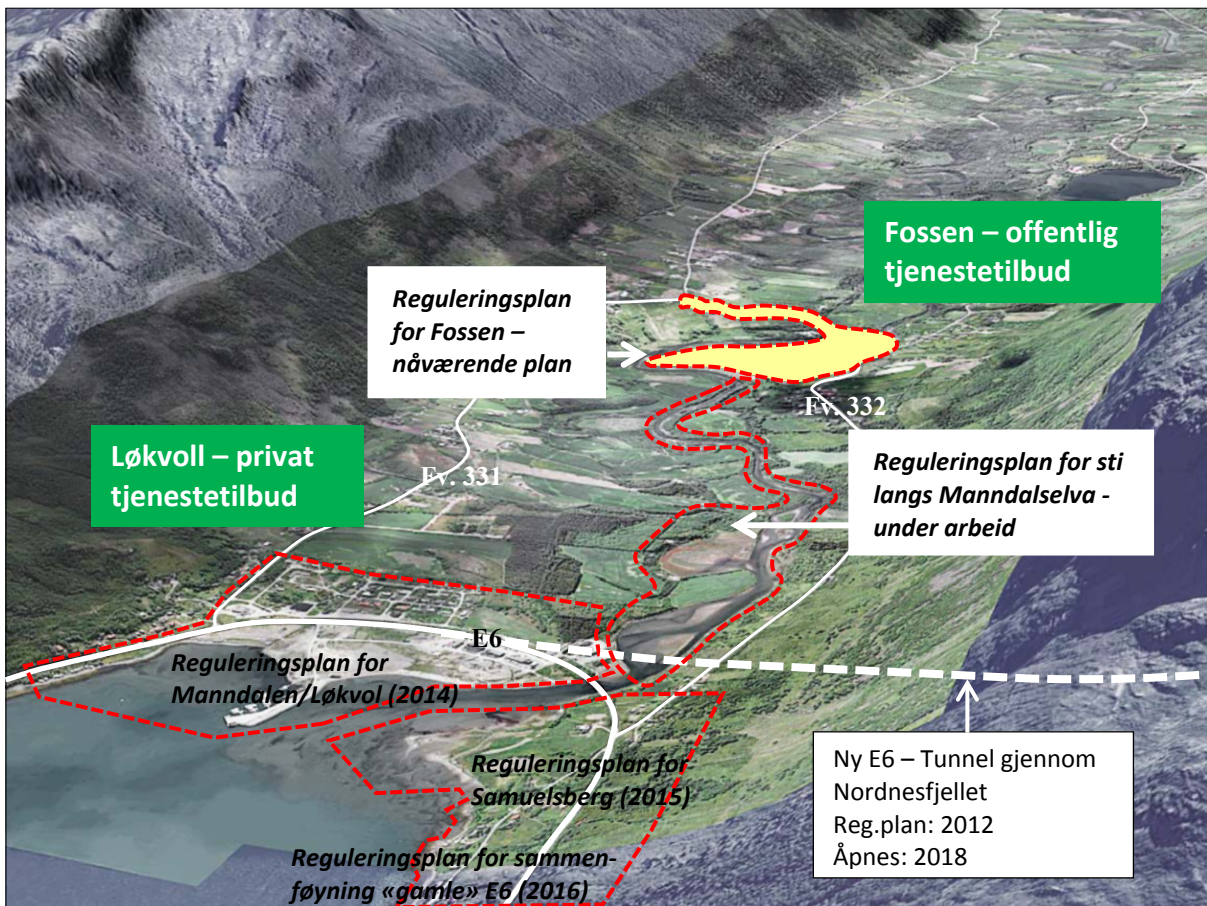 Fossen – offentlig
tjenestetilbud
Reguleringsplan
for Fossen –
nåværende plan
Fv. 332
Løkvoll – privat
tjenestetilbud
Fv. 331
Reguleringsplan for sti
langs Manndalselva -
under arbeid
E6
Reguleringsplan for
Manndalen/Løkvol (2014)
Reguleringsplan for
Samuelsberg (2015)
Ny E6 – Tunnel gjennom
Nordnesfjellet
Reg.plan: 2012
Åpnes: 2018
Reguleringsplan for sammen-
føyning «gamle» E6 (2016)